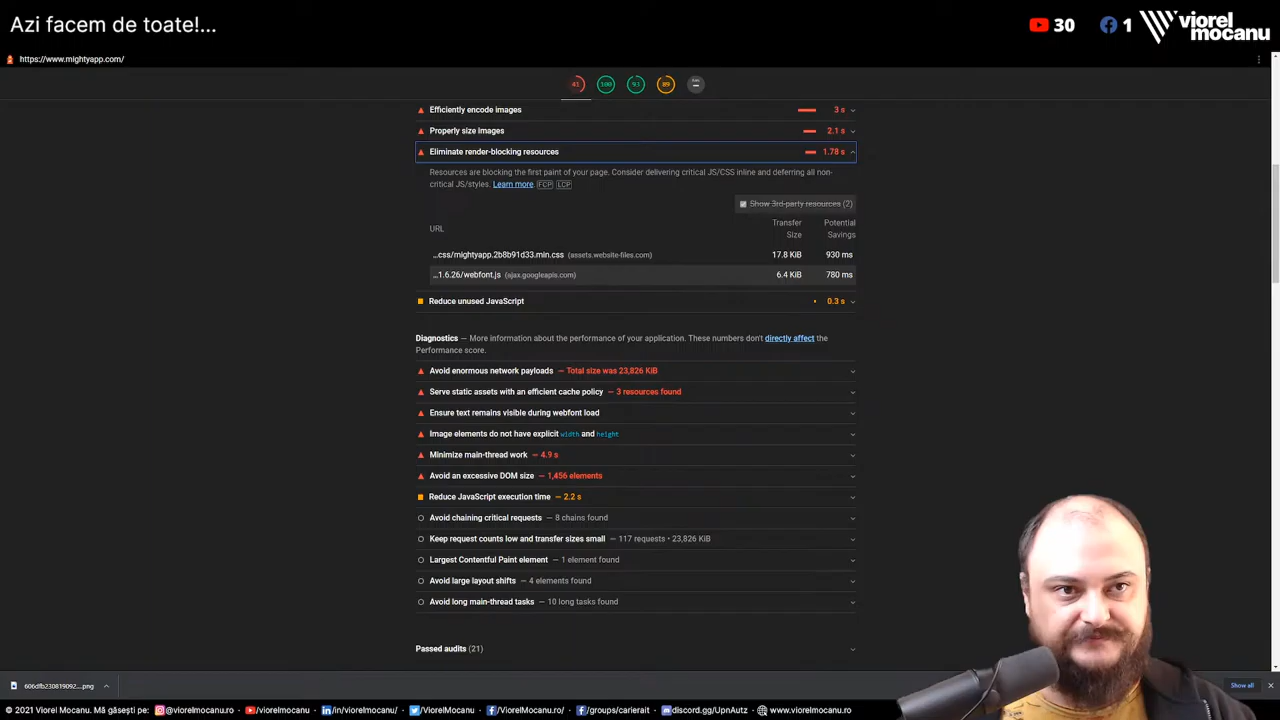 Azi facem de toate!...
30
1
viorel mocanu
https://www.mightyapp.com/
41
100
93
89
Efficiently encode images 3 s
Properly size images 2.1 s
Eliminate render-blocking resources 1.78 s
Resources are blocking the first paint of your page. Consider delivering critical JS/CSS inline and deferring all non-
critical JS/styles. Learn more. FCP LCP
Show 3rd-party resources (2)
URL Transfer Size Potential Savings
...css/mightyapp.2b8b91d33.min.css (assets.website-files.com) 17.8 KiB 930 ms
...1.6.26/webfont.js (ajax.googleapis.com) 6.4 KiB 780 ms
Reduce unused JavaScript 0.3 s
Diagnostics — More information about the performance of your application. These numbers don't directly affect the
Performance score.
Avoid enormous network payloads — Total size was 23,826 KiB
Serve static assets with an efficient cache policy — 3 resources found
Ensure text remains visible during webfont load
Image elements do not have explicit width and height
Minimize main-thread work — 4.9 s
Avoid an excessive DOM size — 1,456 elements
Reduce JavaScript execution time — 2.2 s
Avoid chaining critical requests — 8 chains found
Keep request counts low and transfer sizes small — 117 requests • 23,826 KiB
Largest Contentful Paint element — 1 element found
Avoid large layout shifts — 4 elements found
Avoid long main-thread tasks — 10 long tasks found
Passed audits (21)
606dfb230819092....png
Show all
© 2021 Viorel Mocanu. Mă găsești pe: @viorelmocanu.ro /viorelmocanu /in/viorelmocanu/ /ViorelMocanu /ViorelMocanu.ro/ /groups/carierait discord.gg/UpnAutz www.viorelmocanu.ro